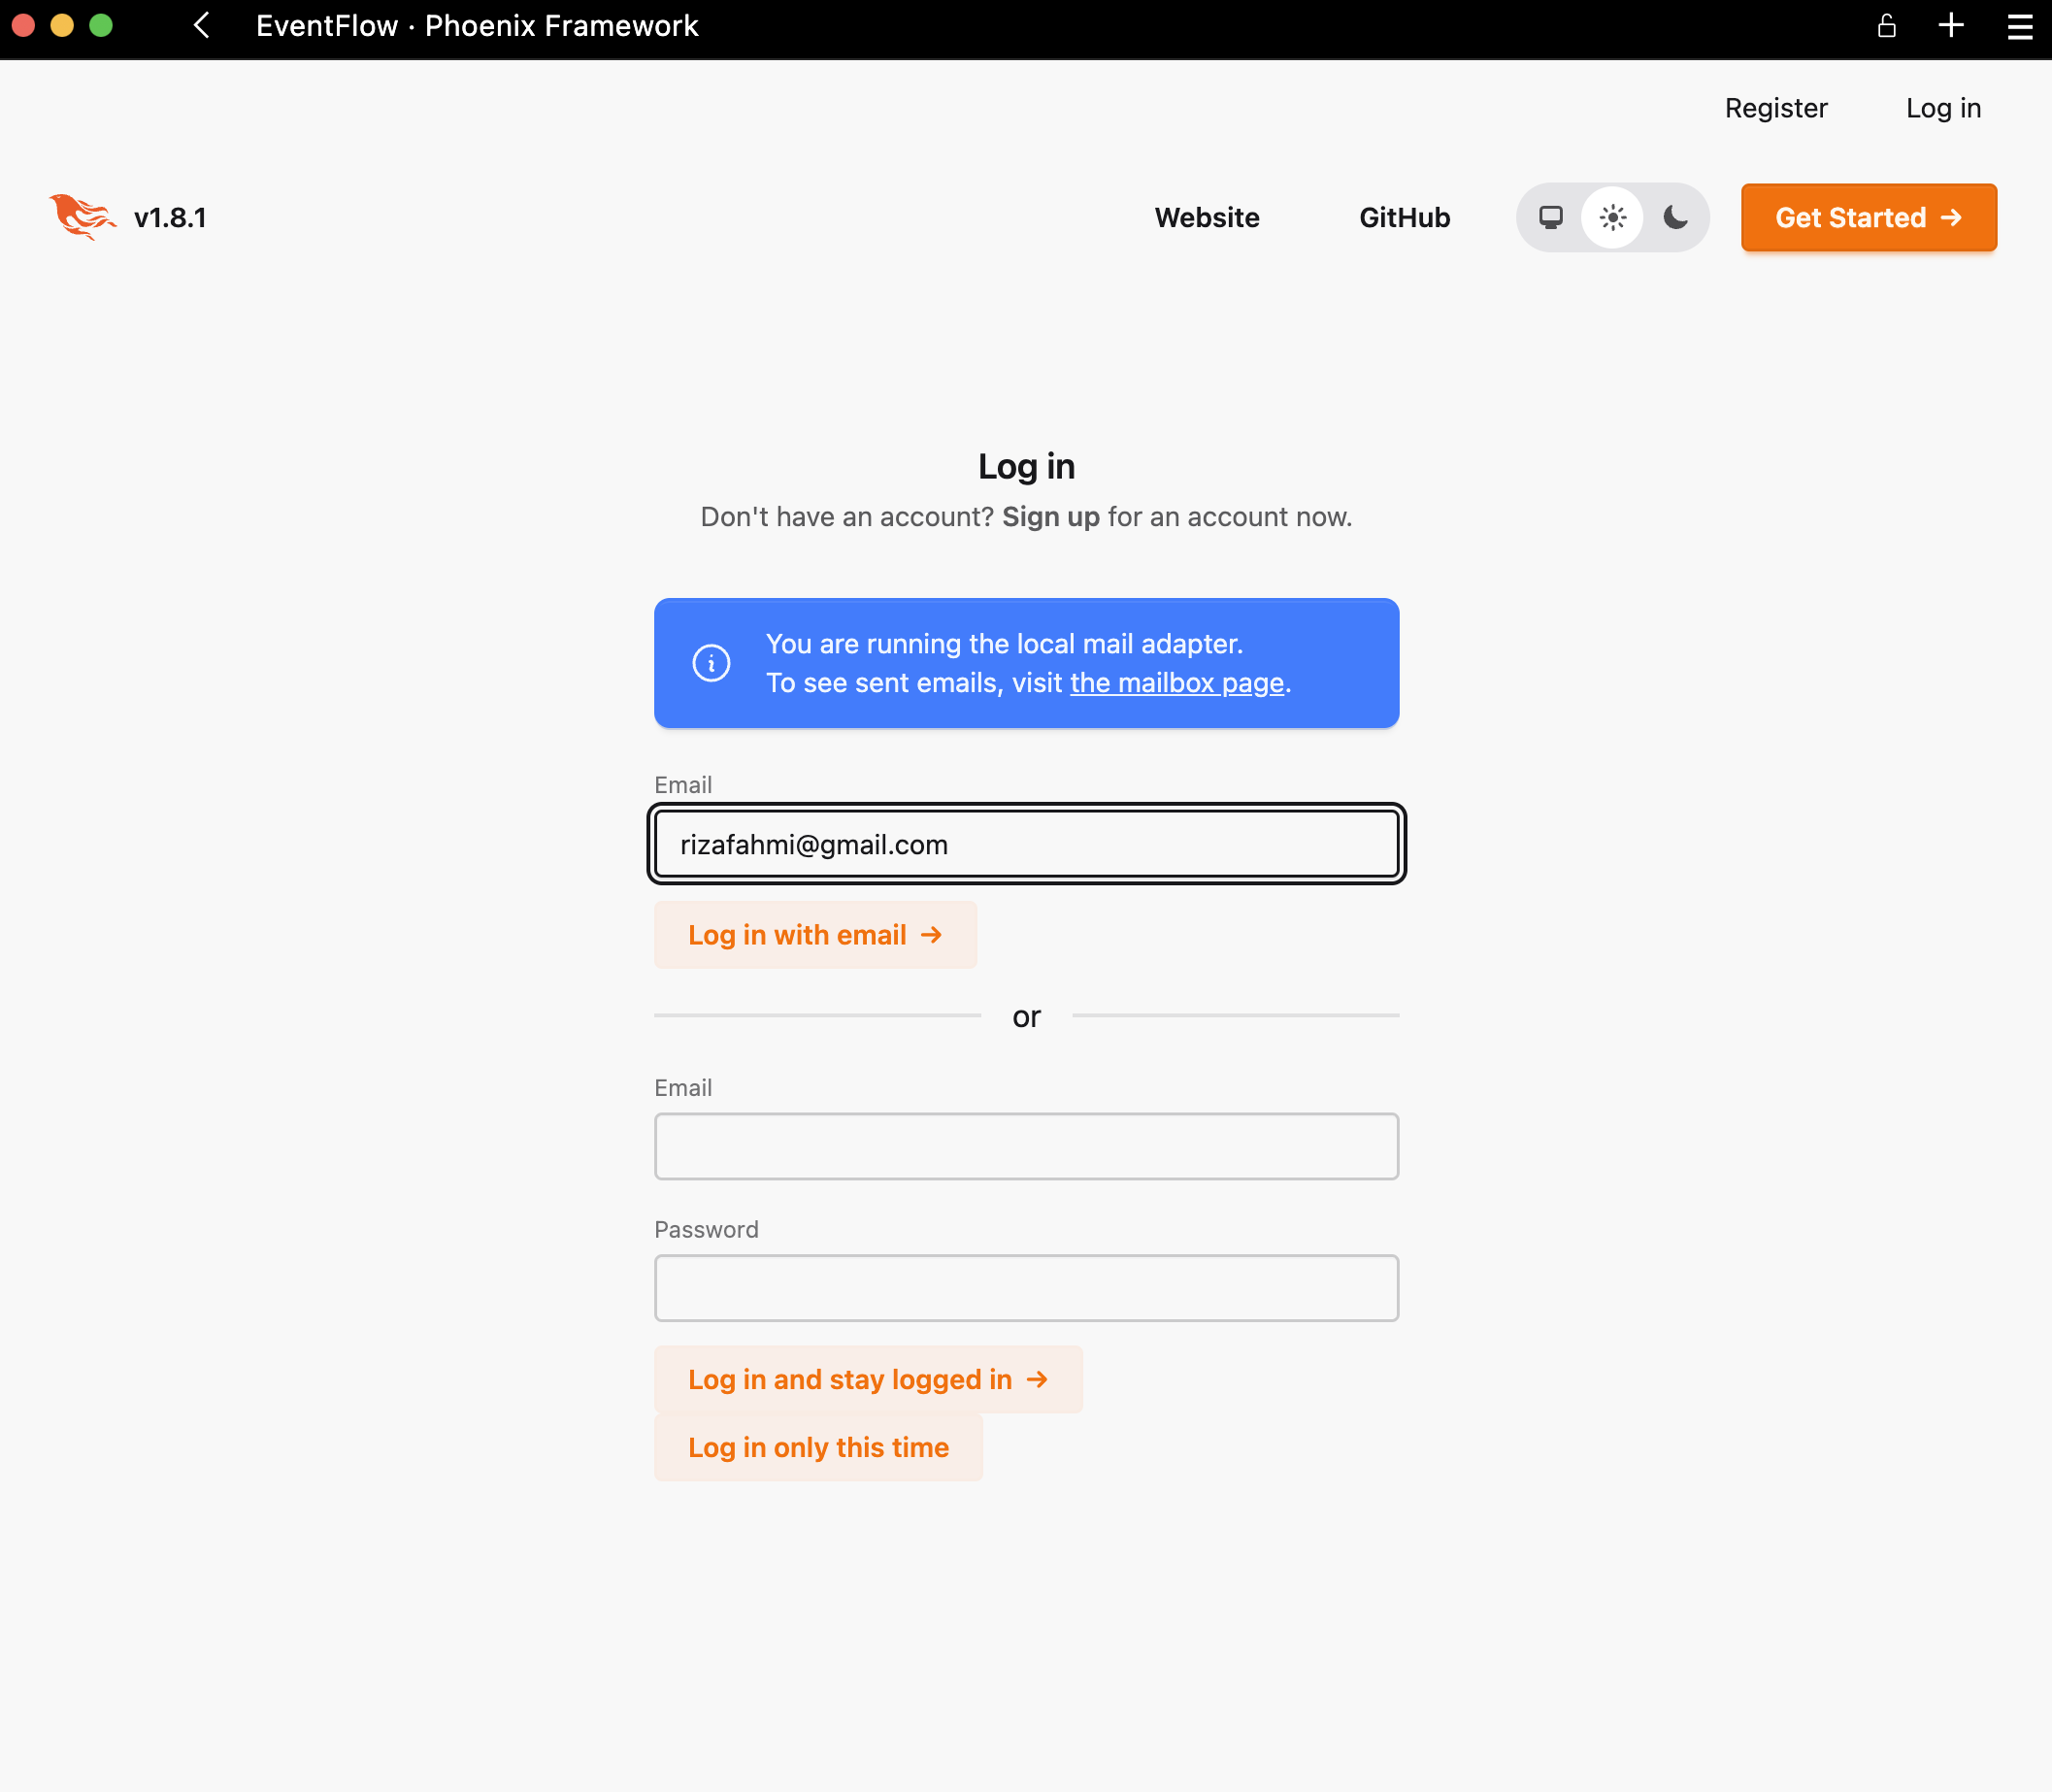 EventFlow · Phoenix Framework
Register Log in
v1.8.1 Website GitHub Get Started →
Log in
Don't have an account? Sign up for an account now.
You are running the local mail adapter.
To see sent emails, visit the mailbox page.
Email
rizafahmi@gmail.com
Log in with email →
or
Email
Password
Log in and stay logged in →
Log in only this time